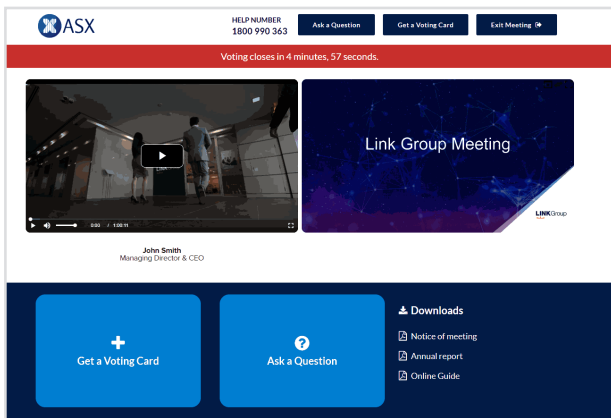 ASX
HELP NUMBER
1800 990 363
Ask a Question
Get a Voting Card
Exit Meeting
Voting closes in 4 minutes, 57 seconds.
Link Group Meeting
LINKGroup
0:00 / 1:00:11
John Smith
Managing Director & CEO
Get a Voting Card
Ask a Question
Downloads
Notice of meeting
Annual report
Online Guide